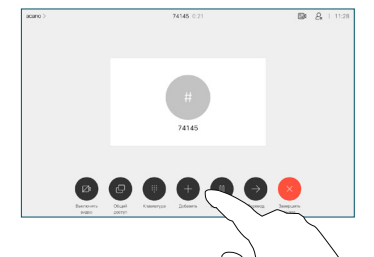 acano
74145 0:21
11:28
#
74145
Выключить видео
Общий доступ
Клавиатура
Добавить
Завершить